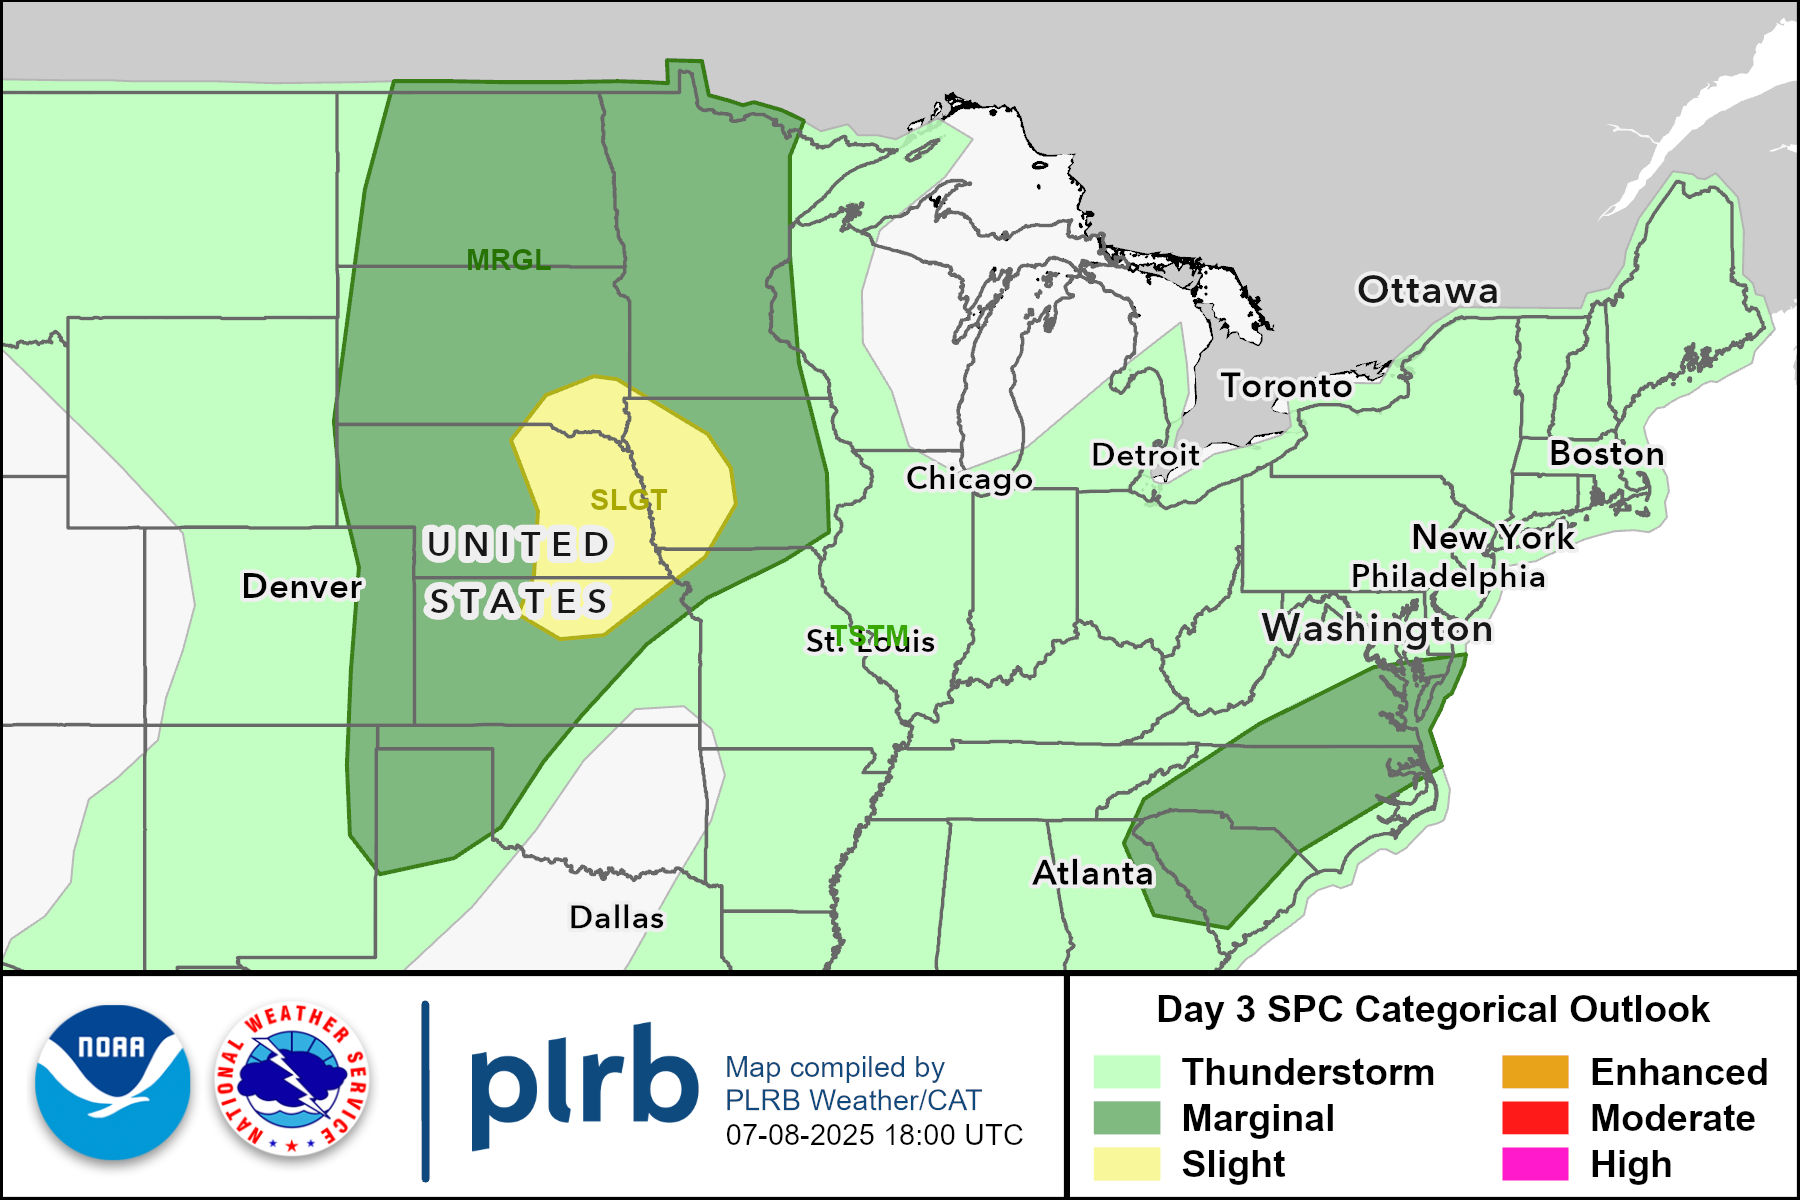 MRGL
Ottawa
Toronto
Boston
Detroit
Chicago
SLGT
New York
UNITED
Philadelphia
Denver
STATES
Washington
TSTM
St. Louis
Atlanta
Dallas
NOAA
NATIONAL WEATHER SERVICE
plrb
Map compiled by
PLRB Weather/CAT
07-08-2025 18:00 UTC
Day 3 SPC Categorical Outlook
Thunderstorm
Enhanced
Marginal
Moderate
Slight
High